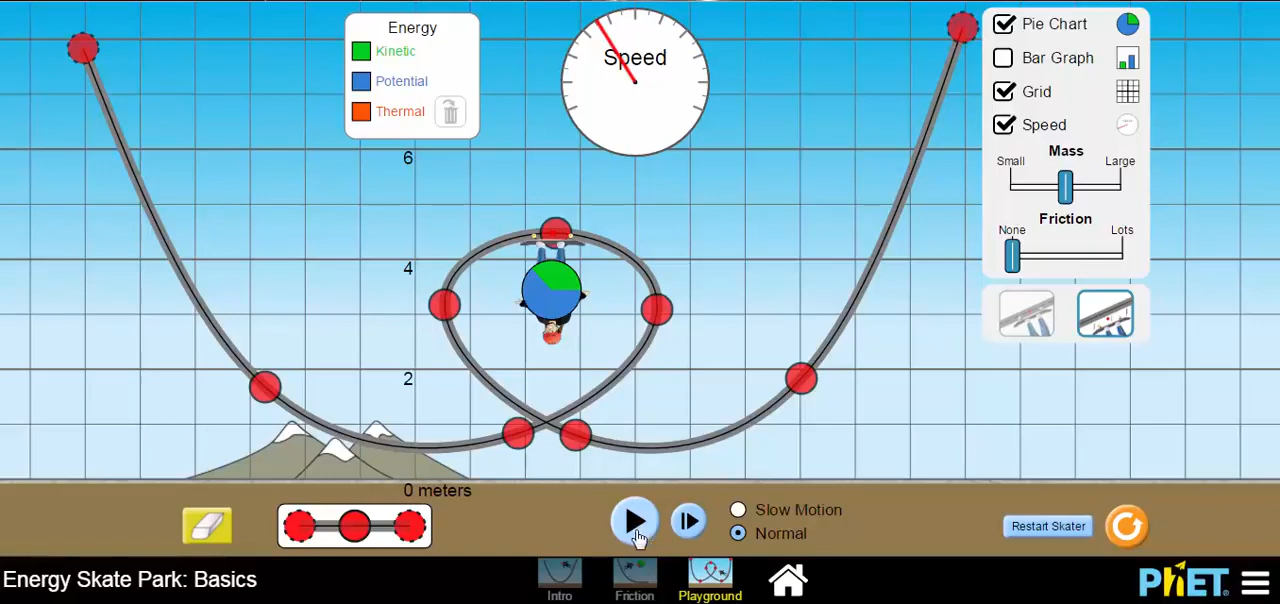 Energy
Kinetic
Potential
Thermal
Speed
Pie Chart
Bar Graph
Grid
Speed
Mass
Small Large
Friction
None Lots
6
4
2
0 meters
Slow Motion
Normal
Restart Skater
Energy Skate Park: Basics
Intro Friction Playground
PhET